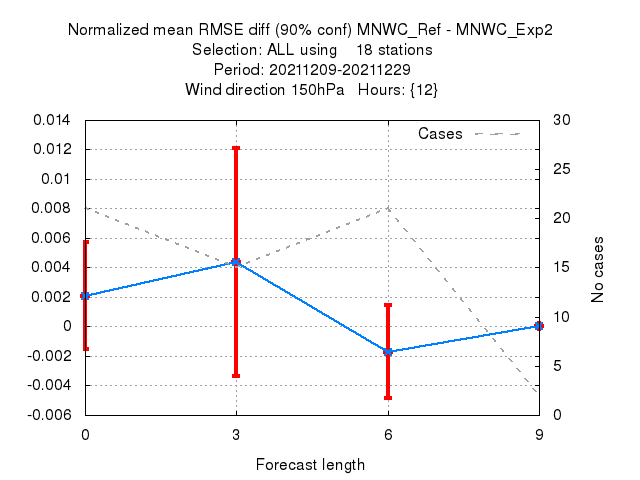 Normalized mean RMSE diff (90% conf) MNWC_Ref - MNWC_Exp2
Selection: ALL using 18 stations
Period: 20211209-20211229
Wind direction 150hPa Hours: {12}
Cases
0.014
0.012
0.01
0.008
0.006
0.004
0.002
0
-0.002
-0.004
-0.006
30
25
20
15
10
5
0
No cases
0 3 6 9
Forecast length